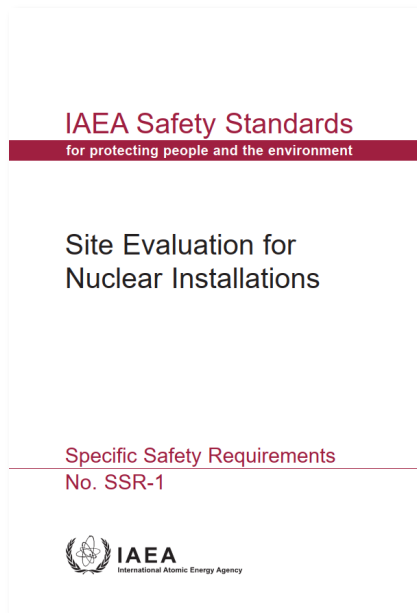 IAEA Safety Standards
for protecting people and the environment
Site Evaluation for
Nuclear Installations
Specific Safety Requirements
No. SSR-1
IAEA
International Atomic Energy Agency